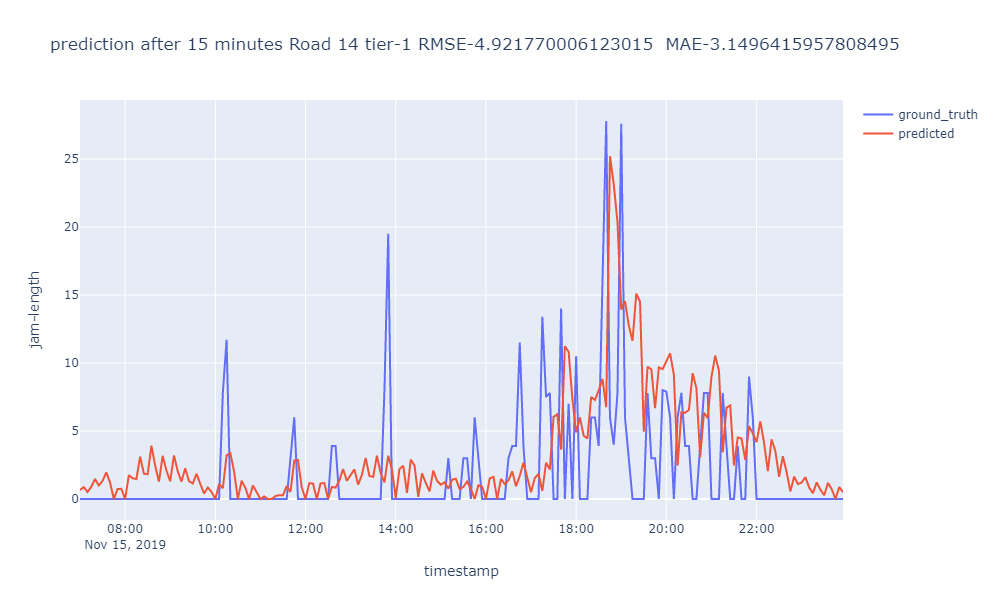 prediction after 15 minutes Road 14 tier-1 RMSE-4.921770006123015  MAE-3.1496415957808495
ground_truth
predicted
25
20
15
10
5
0
jam-length
08:00 10:00 12:00 14:00 16:00 18:00 20:00 22:00
Nov 15, 2019
timestamp